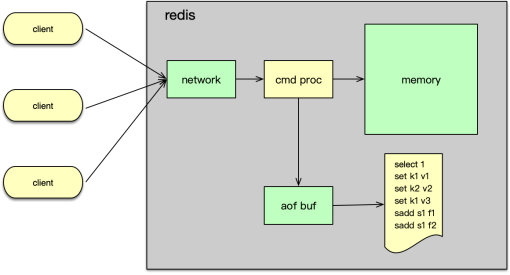 redis
client
network
cmd proc
memory
client
client
aof buf
select 1
set k1 v1
set k2 v2
set k1 v3
sadd s1 f1
sadd s1 f2